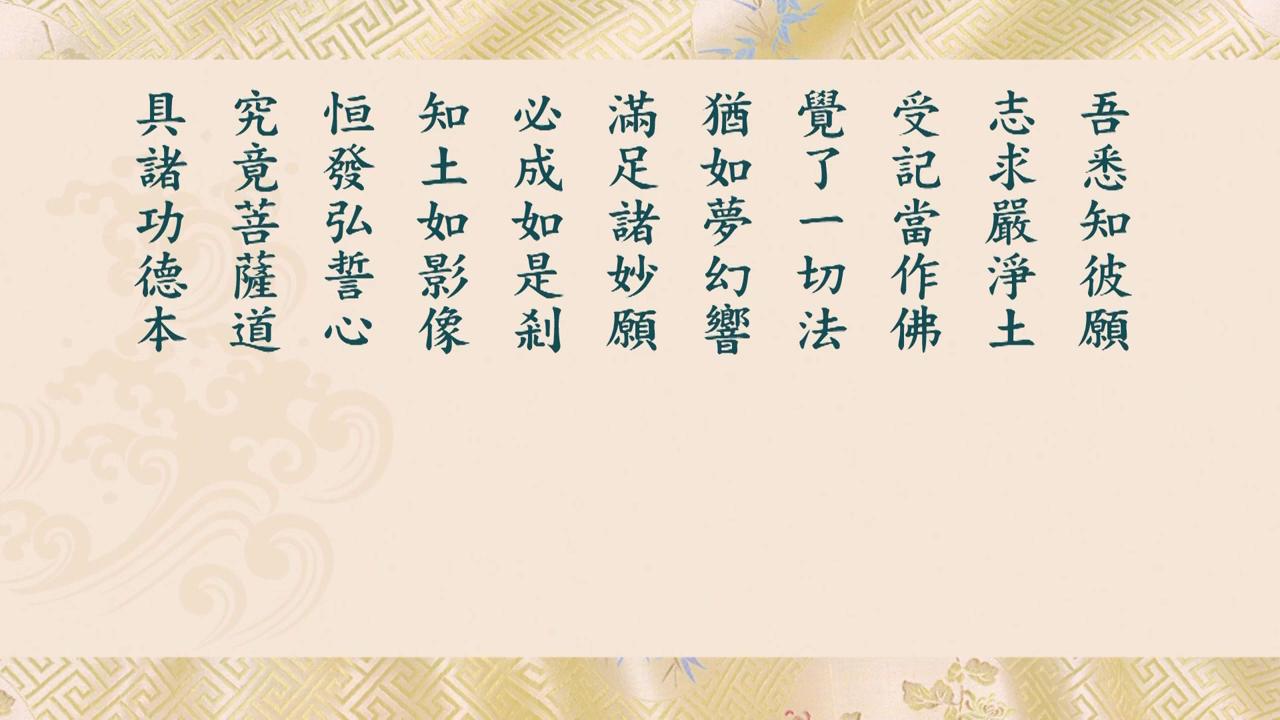 吾悉知彼願
志求嚴淨土
受記當作佛
覺了一切法
猶如夢幻響
滿足諸妙願
必成如是剎
知土如影像
恒發弘誓心
究竟菩薩道
具諸功德本